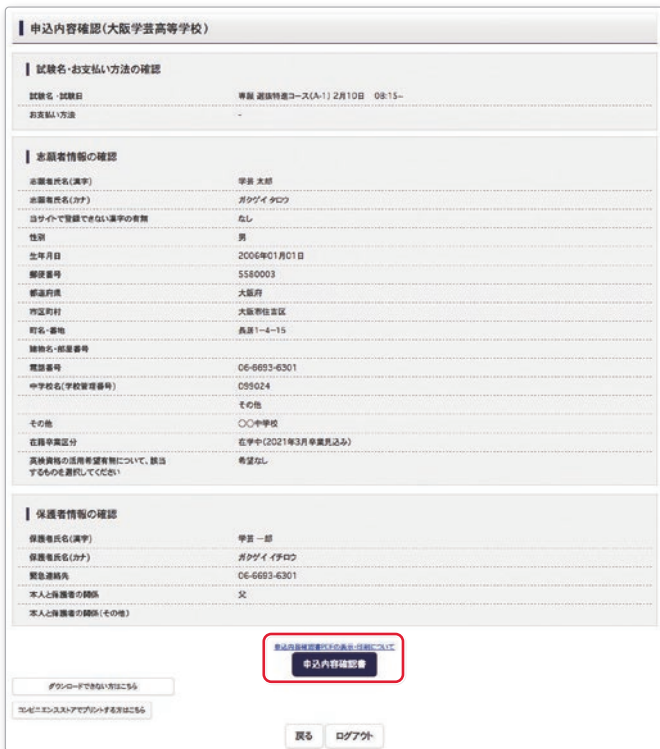 申込内容確認(大阪学芸高等学校)
試験名・お支払い方法の確認
試験名・試験日 専願 選抜特進コース(A-1) 2月10日 08:15~
お支払い方法 -
志願者情報の確認
志願者氏名(漢字) 学芸 太郎
志願者氏名(カナ) ガクゲイ タロウ
当サイトで登録できない漢字の有無 なし
性別 男
生年月日 2006年01月01日
郵便番号 5580003
都道府県 大阪府
市区町村 大阪市住吉区
町名・番地 長居1-4-15
建物名・部屋番号
電話番号 06-6693-6301
中学校名(学校管理番号) 099024
その他
その他 〇〇中学校
在籍卒業区分 在学中(2021年3月卒業見込み)
英検資格の活用希望有無について、該当 希望なし
するものを選択してください
保護者情報の確認
保護者氏名(漢字) 学芸 一郎
保護者氏名(カナ) ガクゲイ イチロウ
緊急連絡先 06-6693-6301
本人と保護者の関係 父
本人と保護者の関係(その他)
申込内容確認書PDFの表示・印刷について
申込内容確認書
ダウンロードできない方はこちら
コンビニエンスストアでプリントする方はこちら
戻る ログアウト